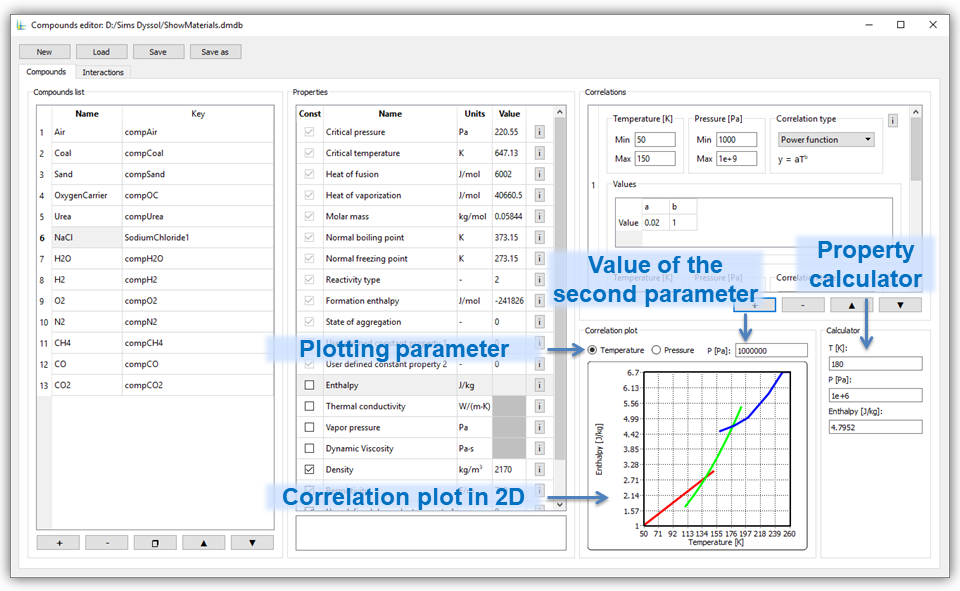 Compounds editor: D:/Sims Dyssol/ShowMaterials.dmdb
New Load Save Save as
Compounds Interactions
Compounds list
Name Key
1 Air compAir
2 Coal compCoal
3 Sand compSand
4 OxygenCarrier compOC
5 Urea compUrea
6 NaCl SodiumChloride1
7 H2O compH2O
8 H2 compH2
9 O2 compO2
10 N2 compN2
11 CH4 compCH4
12 CO compCO
13 CO2 compCO2
+ -
Properties
Const Name Units Value
Critical pressure Pa 220.55 i
Critical temperature K 647.13 i
Heat of fusion J/mol 6002 i
Heat of vaporization J/mol 40660.5 i
Molar mass kg/mol 0.05844 i
Normal boiling point K 373.15 i
Normal freezing point K 273.15 i
Reactivity type - 2 i
Formation enthalpy J/mol -241826 i
State of aggregation - 0 i
User defined constant property 1 - 0 i
User defined constant property 2 - 0 i
Enthalpy J/kg i
Thermal conductivity W/(m·K) i
Vapor pressure Pa i
Dynamic Viscosity Pa·s i
Density kg/m³ 2170 i
Correlations
Temperature [K] Pressure [Pa] Correlation type i
Min 50 Min 1000 Power function
Max 150 Max 1e+9 y = aTᵇ
1
Values
a b
Value 0.02 1
Temperature [K] Pressure [Pa] Correlati
+ - ▲ ▼
Value of the
second parameter
Property
calculator
Plotting parameter
Correlation plot in 2D
Correlation plot
Temperature Pressure P [Pa]: 1000000
6.7
6.13
5.56
4.99
4.42
3.85
3.28
2.71
2.14
1.57
1
Enthalpy [J/kg]
50 71 92 113 134 155 176 197 218 239 260
Temperature [K]
Calculator
T [K]:
180
P [Pa]:
1e+6
Enthalpy [J/kg]:
4.7952